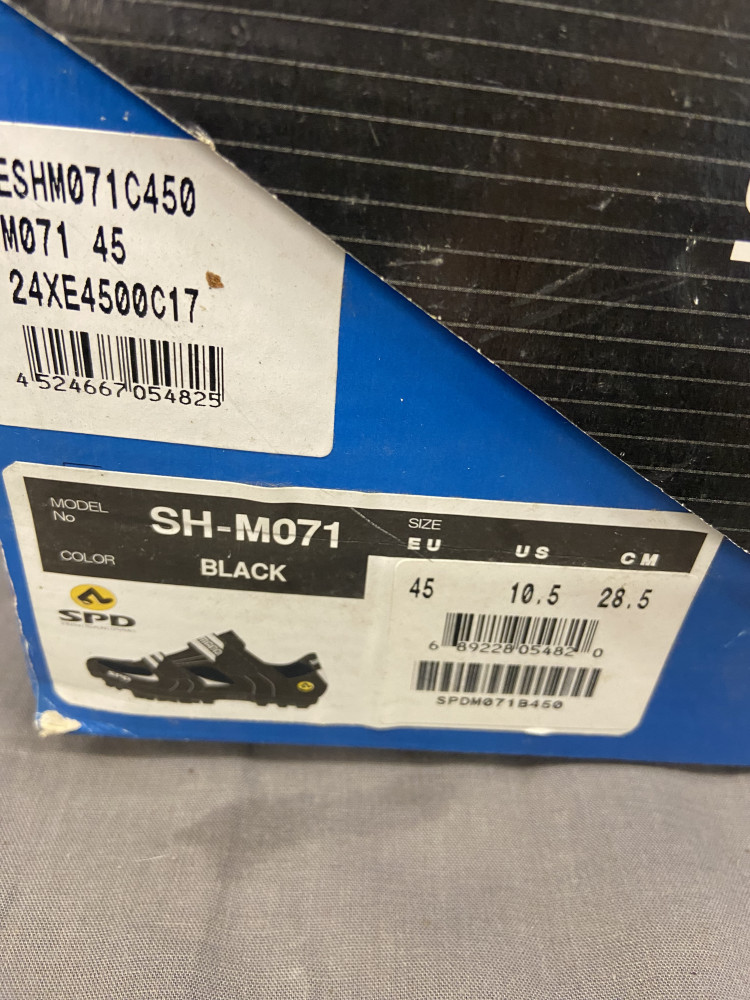 ESHM071C450
M071 45
24XE4500C17
4 524667 054825
MODEL No SH-M071
COLOR BLACK
SIZE
EU US CM
45 10.5 28.5
6 89228 05482 0
SPDM071B450
SPD
SPD